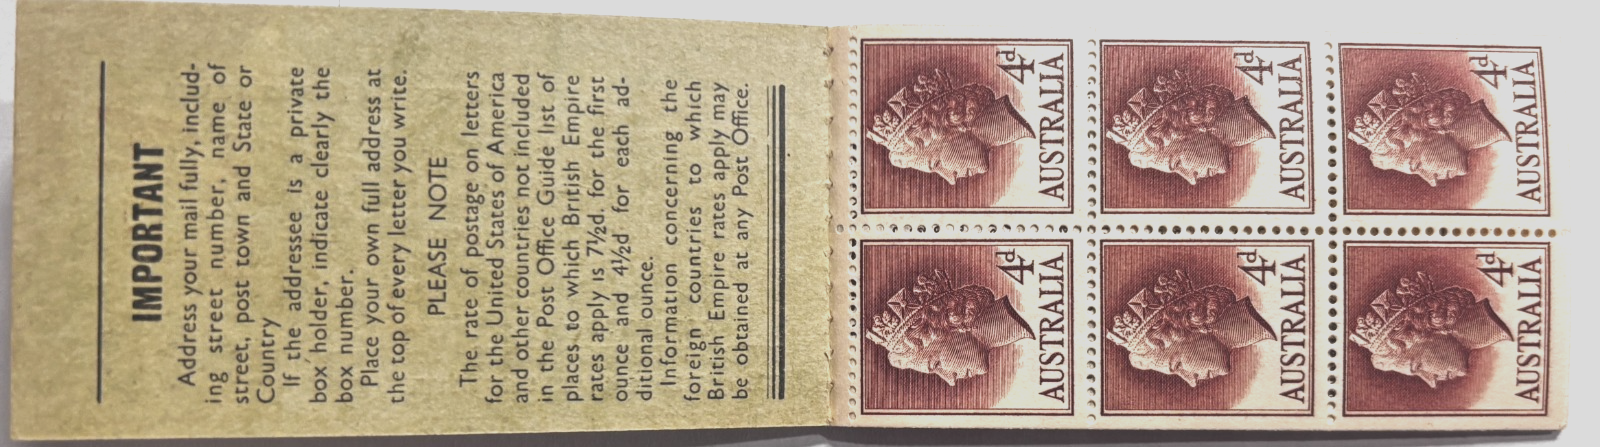 IMPORTANT
Address your mail fully, includ-
ing street number, name of
street, post town and State or
Country
If the addressee is a private
box holder, indicate clearly the
box number.
Place your own full address at
the top of every letter you write.
PLEASE NOTE
The rate of postage on letters
for the United States of America
and other countries not included
in the Post Office Guide list of
places to which British Empire
rates apply is 7½d. for the first
ounce and 4½d for each ad-
ditional ounce.
Information concerning the
foreign countries to which
British Empire rates apply may
be obtained at any Post Office.
4d
AUSTRALIA
4d
AUSTRALIA
4d
AUSTRALIA
4d
AUSTRALIA
4d
AUSTRALIA
4d
AUSTRALIA